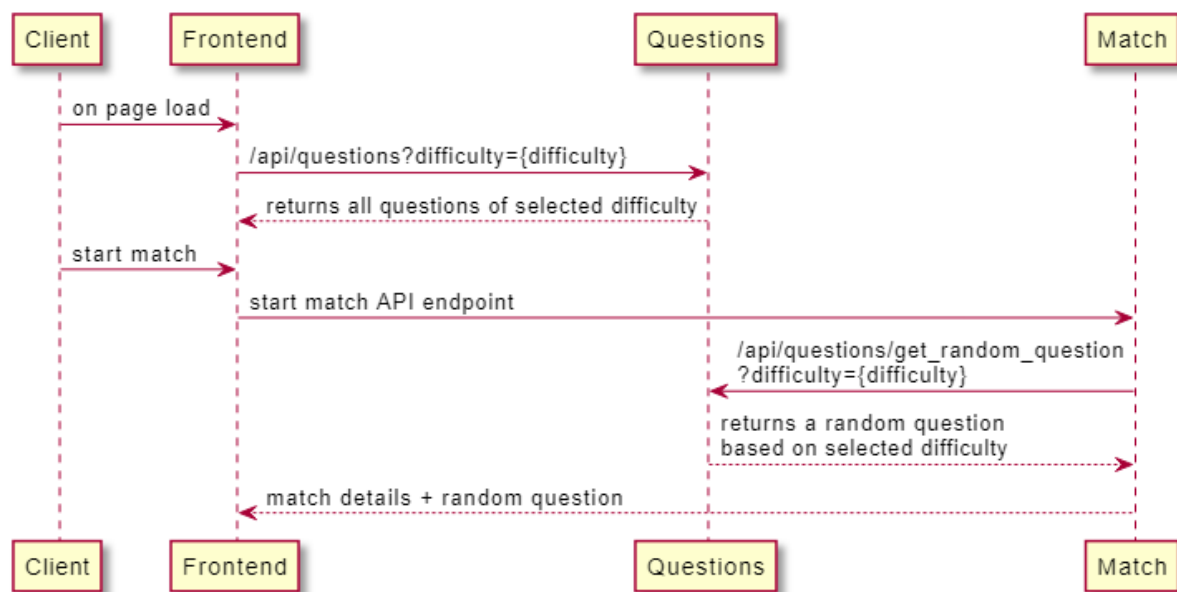 Client
Frontend
Questions
Match
on page load
/api/questions?difficulty={difficulty}
returns all questions of selected difficulty
start match
start match API endpoint
/api/questions/get_random_question
?difficulty={difficulty}
returns a random question
based on selected difficulty
match details + random question
Client
Frontend
Questions
Match